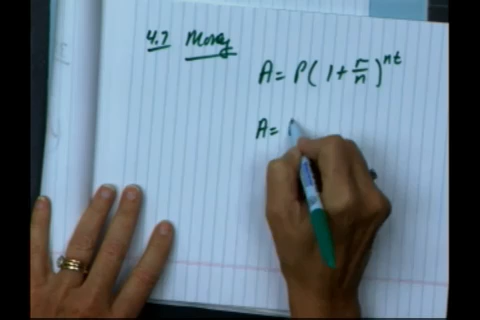 4.7 Money
A = P(1 + r/n)^nt
A =